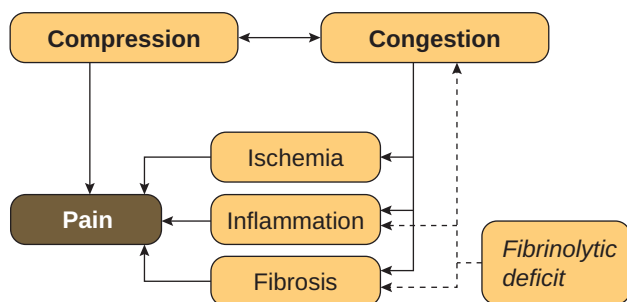 Compression
Congestion
Ischemia
Pain
Inflammation
Fibrosis
Fibrinolytic
deficit